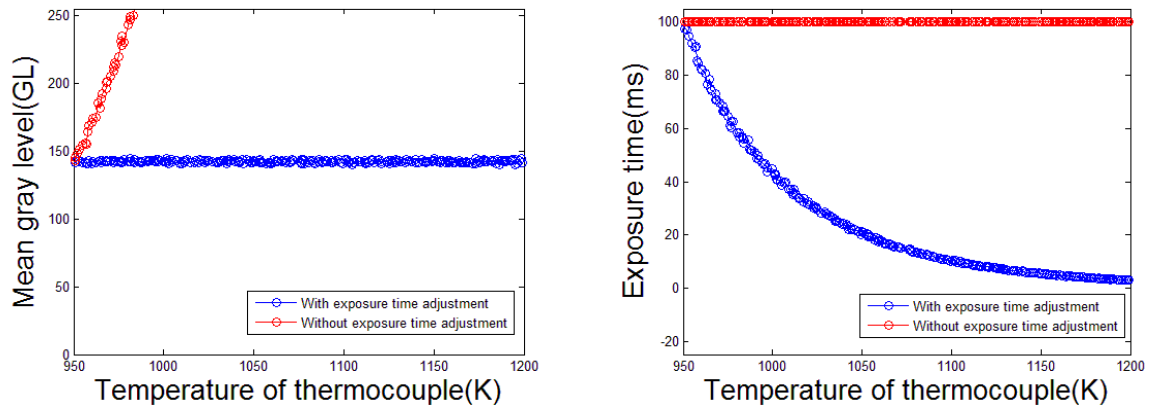 250
200
150
100
50
0
Mean gray level(GL)
With exposure time adjustment
Without exposure time adjustment
950 1000 1050 1100 1150 1200
Temperature of thermocouple(K)
100
80
60
40
20
0
-20
Exposure time(ms)
With exposure time adjustment
Without exposure time adjustment
950 1000 1050 1100 1150 1200
Temperature of thermocouple(K)